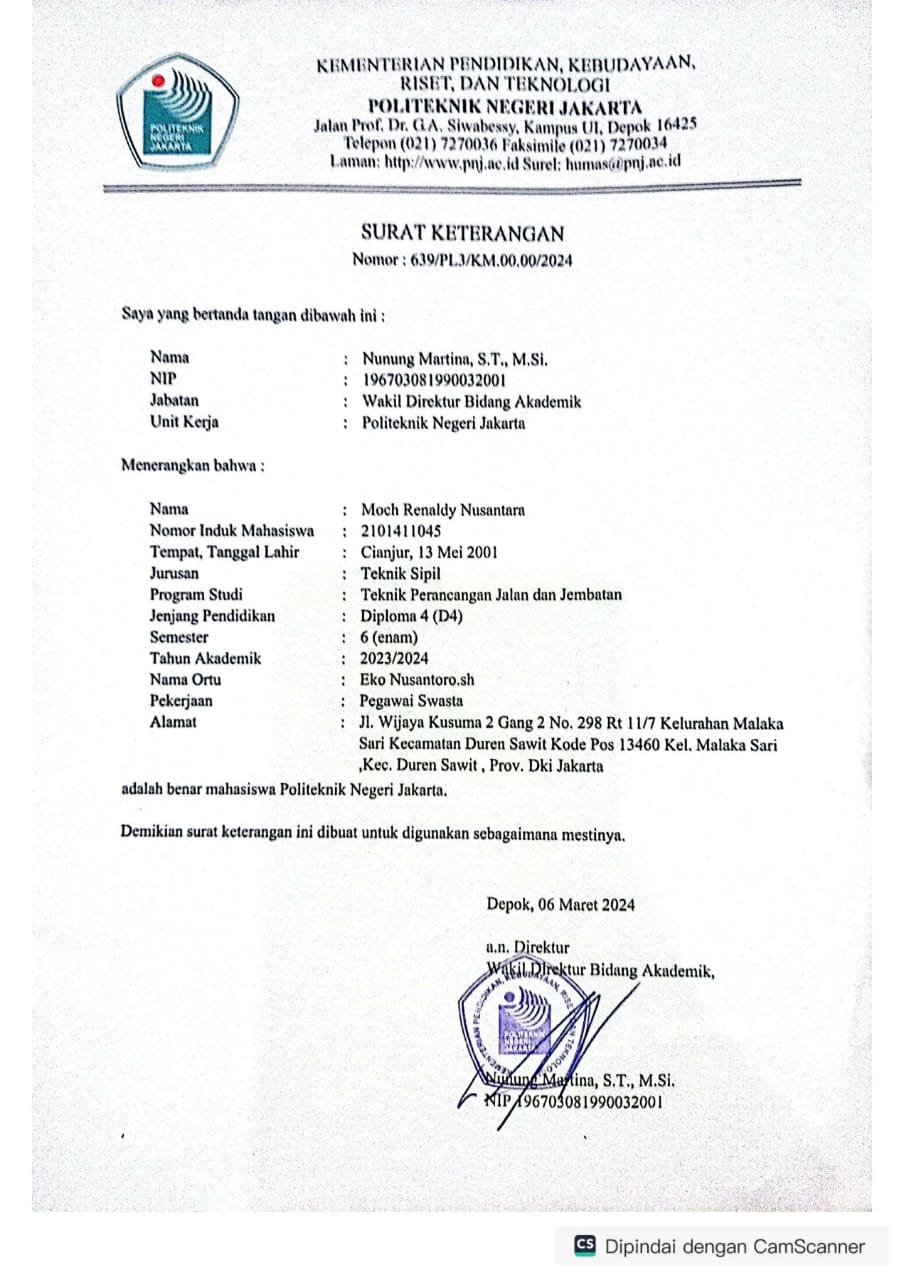 POLITEKNIK
NEGERI
JAKARTA
KEMENTERIAN PENDIDIKAN, KEBUDAYAAN,
RISET, DAN TEKNOLOGI
POLITEKNIK NEGERI JAKARTA
Jalan Prof. Dr. G.A. Siwabessy, Kampus UI, Depok 16425
Telepon (021) 7270036 Faksimile (021) 7270034
Laman: http://www.pnj.ac.id Surel: humas@pnj.ac.id
SURAT KETERANGAN
Nomor : 639/PL3/KM.00.00/2024
Saya yang bertanda tangan dibawah ini :
Nama : Nunung Martina, S.T., M.Si.
NIP : 196703081990032001
Jabatan : Wakil Direktur Bidang Akademik
Unit Kerja : Politeknik Negeri Jakarta
Menerangkan bahwa :
Nama : Moch Renaldy Nusantara
Nomor Induk Mahasiswa : 2101411045
Tempat, Tanggal Lahir : Cianjur, 13 Mei 2001
Jurusan : Teknik Sipil
Program Studi : Teknik Perancangan Jalan dan Jembatan
Jenjang Pendidikan : Diploma 4 (D4)
Semester : 6 (enam)
Tahun Akademik : 2023/2024
Nama Ortu : Eko Nusantoro.sh
Pekerjaan : Pegawai Swasta
Alamat : Jl. Wijaya Kusuma 2 Gang 2 No. 298 Rt 11/7 Kelurahan Malaka
Sari Kecamatan Duren Sawit Kode Pos 13460 Kel. Malaka Sari
,Kec. Duren Sawit , Prov. Dki Jakarta
adalah benar mahasiswa Politeknik Negeri Jakarta.
Demikian surat keterangan ini dibuat untuk digunakan sebagaimana mestinya.
Depok, 06 Maret 2024
a.n. Direktur
Wakil Direktur Bidang Akademik,
KEMENTERIAN PENDIDIKAN, KEBUDAYAAN, RISET, DAN TEKNOLOGI
POLITEKNIK
NEGERI
JAKARTA
Nunung Martina, S.T., M.Si.
NIP 196703081990032001
CS Dipindai dengan CamScanner